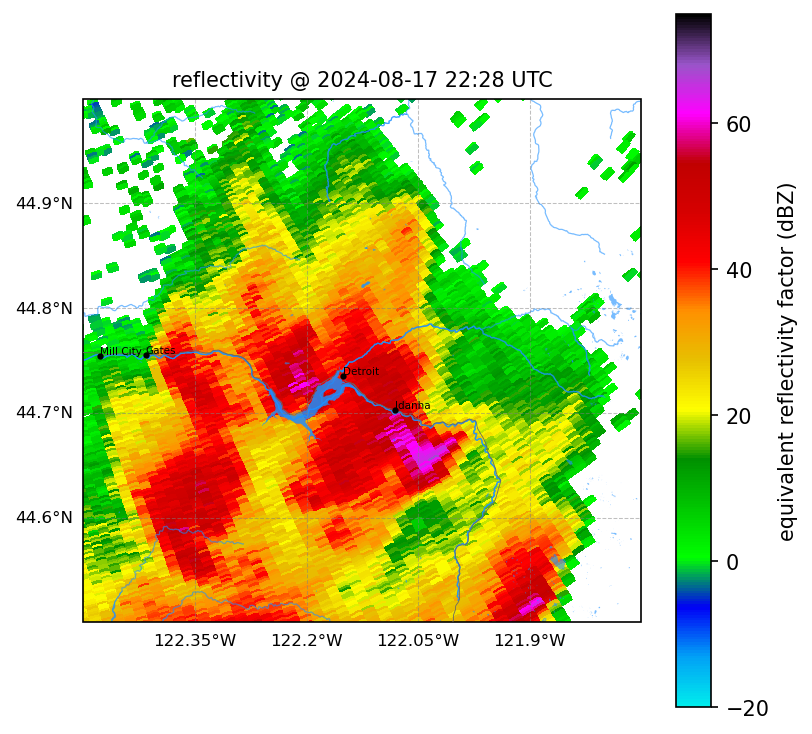 reflectivity @ 2024-08-17 22:28 UTC
44.9°N
44.8°N
44.7°N
44.6°N
122.35°W
122.2°W
122.05°W
121.9°W
Mill City
Gates
Detroit
Idanha
60
40
20
0
−20
equivalent reflectivity factor (dBZ)